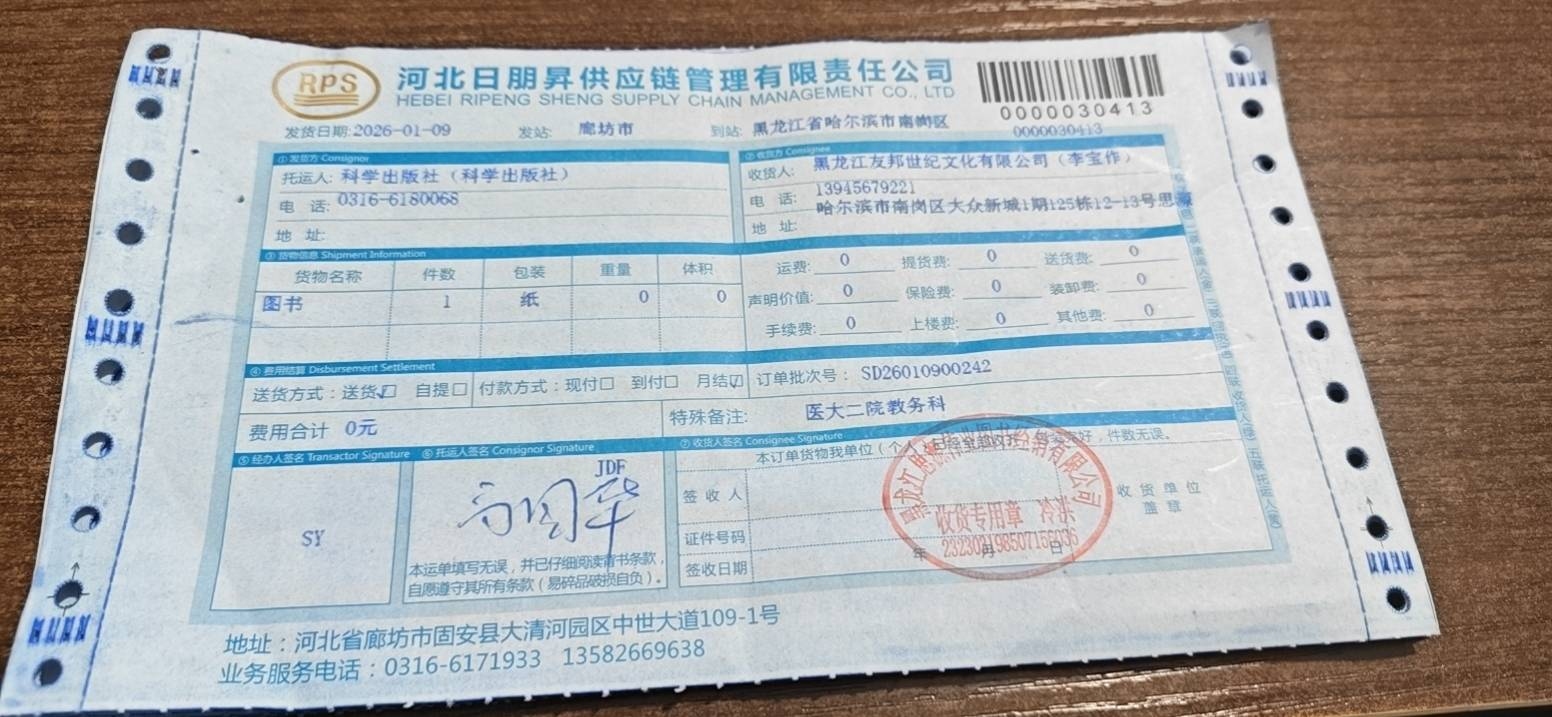 RPS
河北日朋昇供应链管理有限责任公司
HEBEI RIPENG SHENG SUPPLY CHAIN MANAGEMENT CO., LTD
0000030413
发货日期:2026-01-09 发站: 廊坊市 到站: 黑龙江省哈尔滨市南岗区 0000030413
① 发货方 Consignor
托运人: 科学出版社（科学出版社）
电 话: 0316-6180068
地 址:
② 收货方 Consignee
收货人: 黑龙江友邦世纪文化有限公司（李宝作）
电 话: 13945679221
地 址: 哈尔滨市南岗区大众新城1期125栋12-13号思
③ 货物信息 Shipment Information
货物名称 件数 包装 重量 体积
图书 1 纸 0 0
运费: 0 提货费: 0 送货费: 0
声明价值: 0 保险费: 0 装卸费: 0
手续费: 0 上楼费: 0 其他费: 0
④ 费用结算 Disbursement Settlement
送货方式：送货☑ 自提☐ 付款方式：现付☐ 到付☐ 月结☑ 订单批次号： SD26010900242
费用合计 0元
特殊备注: 医大二院教务科
⑤ 经办人签名 Transactor Signature
SY
⑥ 托运人签名 Consignor Signature
JDF
本运单填写无误，并已仔细阅读背书条款，
自愿遵守其所有条款（易碎品破损自负）。
⑦ 收货人签名 Consignee Signature
本订单货物我单位（个人）已经全部收讫，包装完好，件数无误。
签 收 人
证件号码
签收日期 年 月 日
收 货 单 位
盖 章
收货专用章 冷洪
地址：河北省廊坊市固安县大清河园区中世大道109-1号
业务服务电话：0316-6171933 13582669638